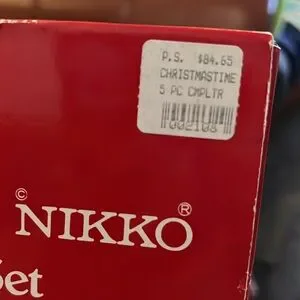 P.S. $84.65
CHRISTMASTIME
5 PC CMPLTR
002108
© NIKKO ®
Set